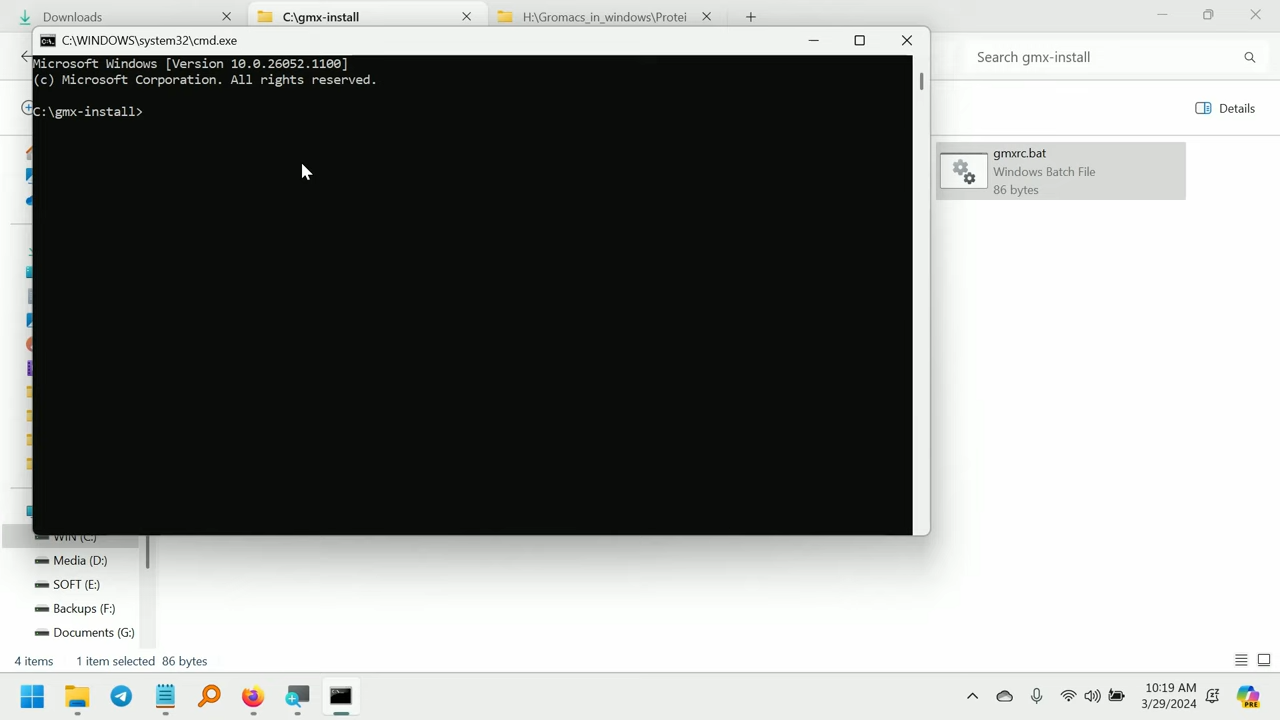 Downloads
C:\gmx-install
H:\Gromacs_in_windows\Protei
C:\WINDOWS\system32\cmd.exe
Search gmx-install
Microsoft Windows [Version 10.0.26052.1100]
(c) Microsoft Corporation. All rights reserved.
C:\gmx-install>
Details
gmxrc.bat
Windows Batch File
86 bytes
WIN (C:)
Media (D:)
SOFT (E:)
Backups (F:)
Documents (G:)
4 items
1 item selected 86 bytes
10:19 AM
3/29/2024
PRE